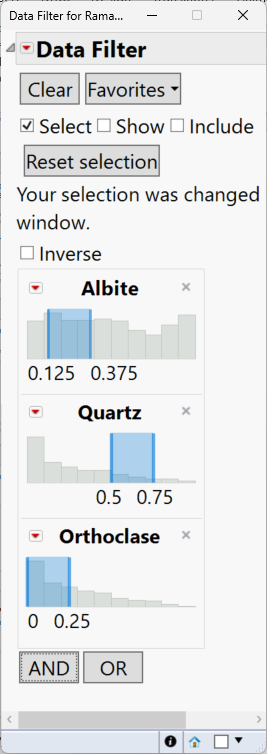 Data Filter for Rama...
Data Filter
Clear Favorites
Select Show Include
Reset selection
Your selection was changed
window.
Inverse
Albite
0.125 0.375
Quartz
0.5 0.75
Orthoclase
0 0.25
AND OR